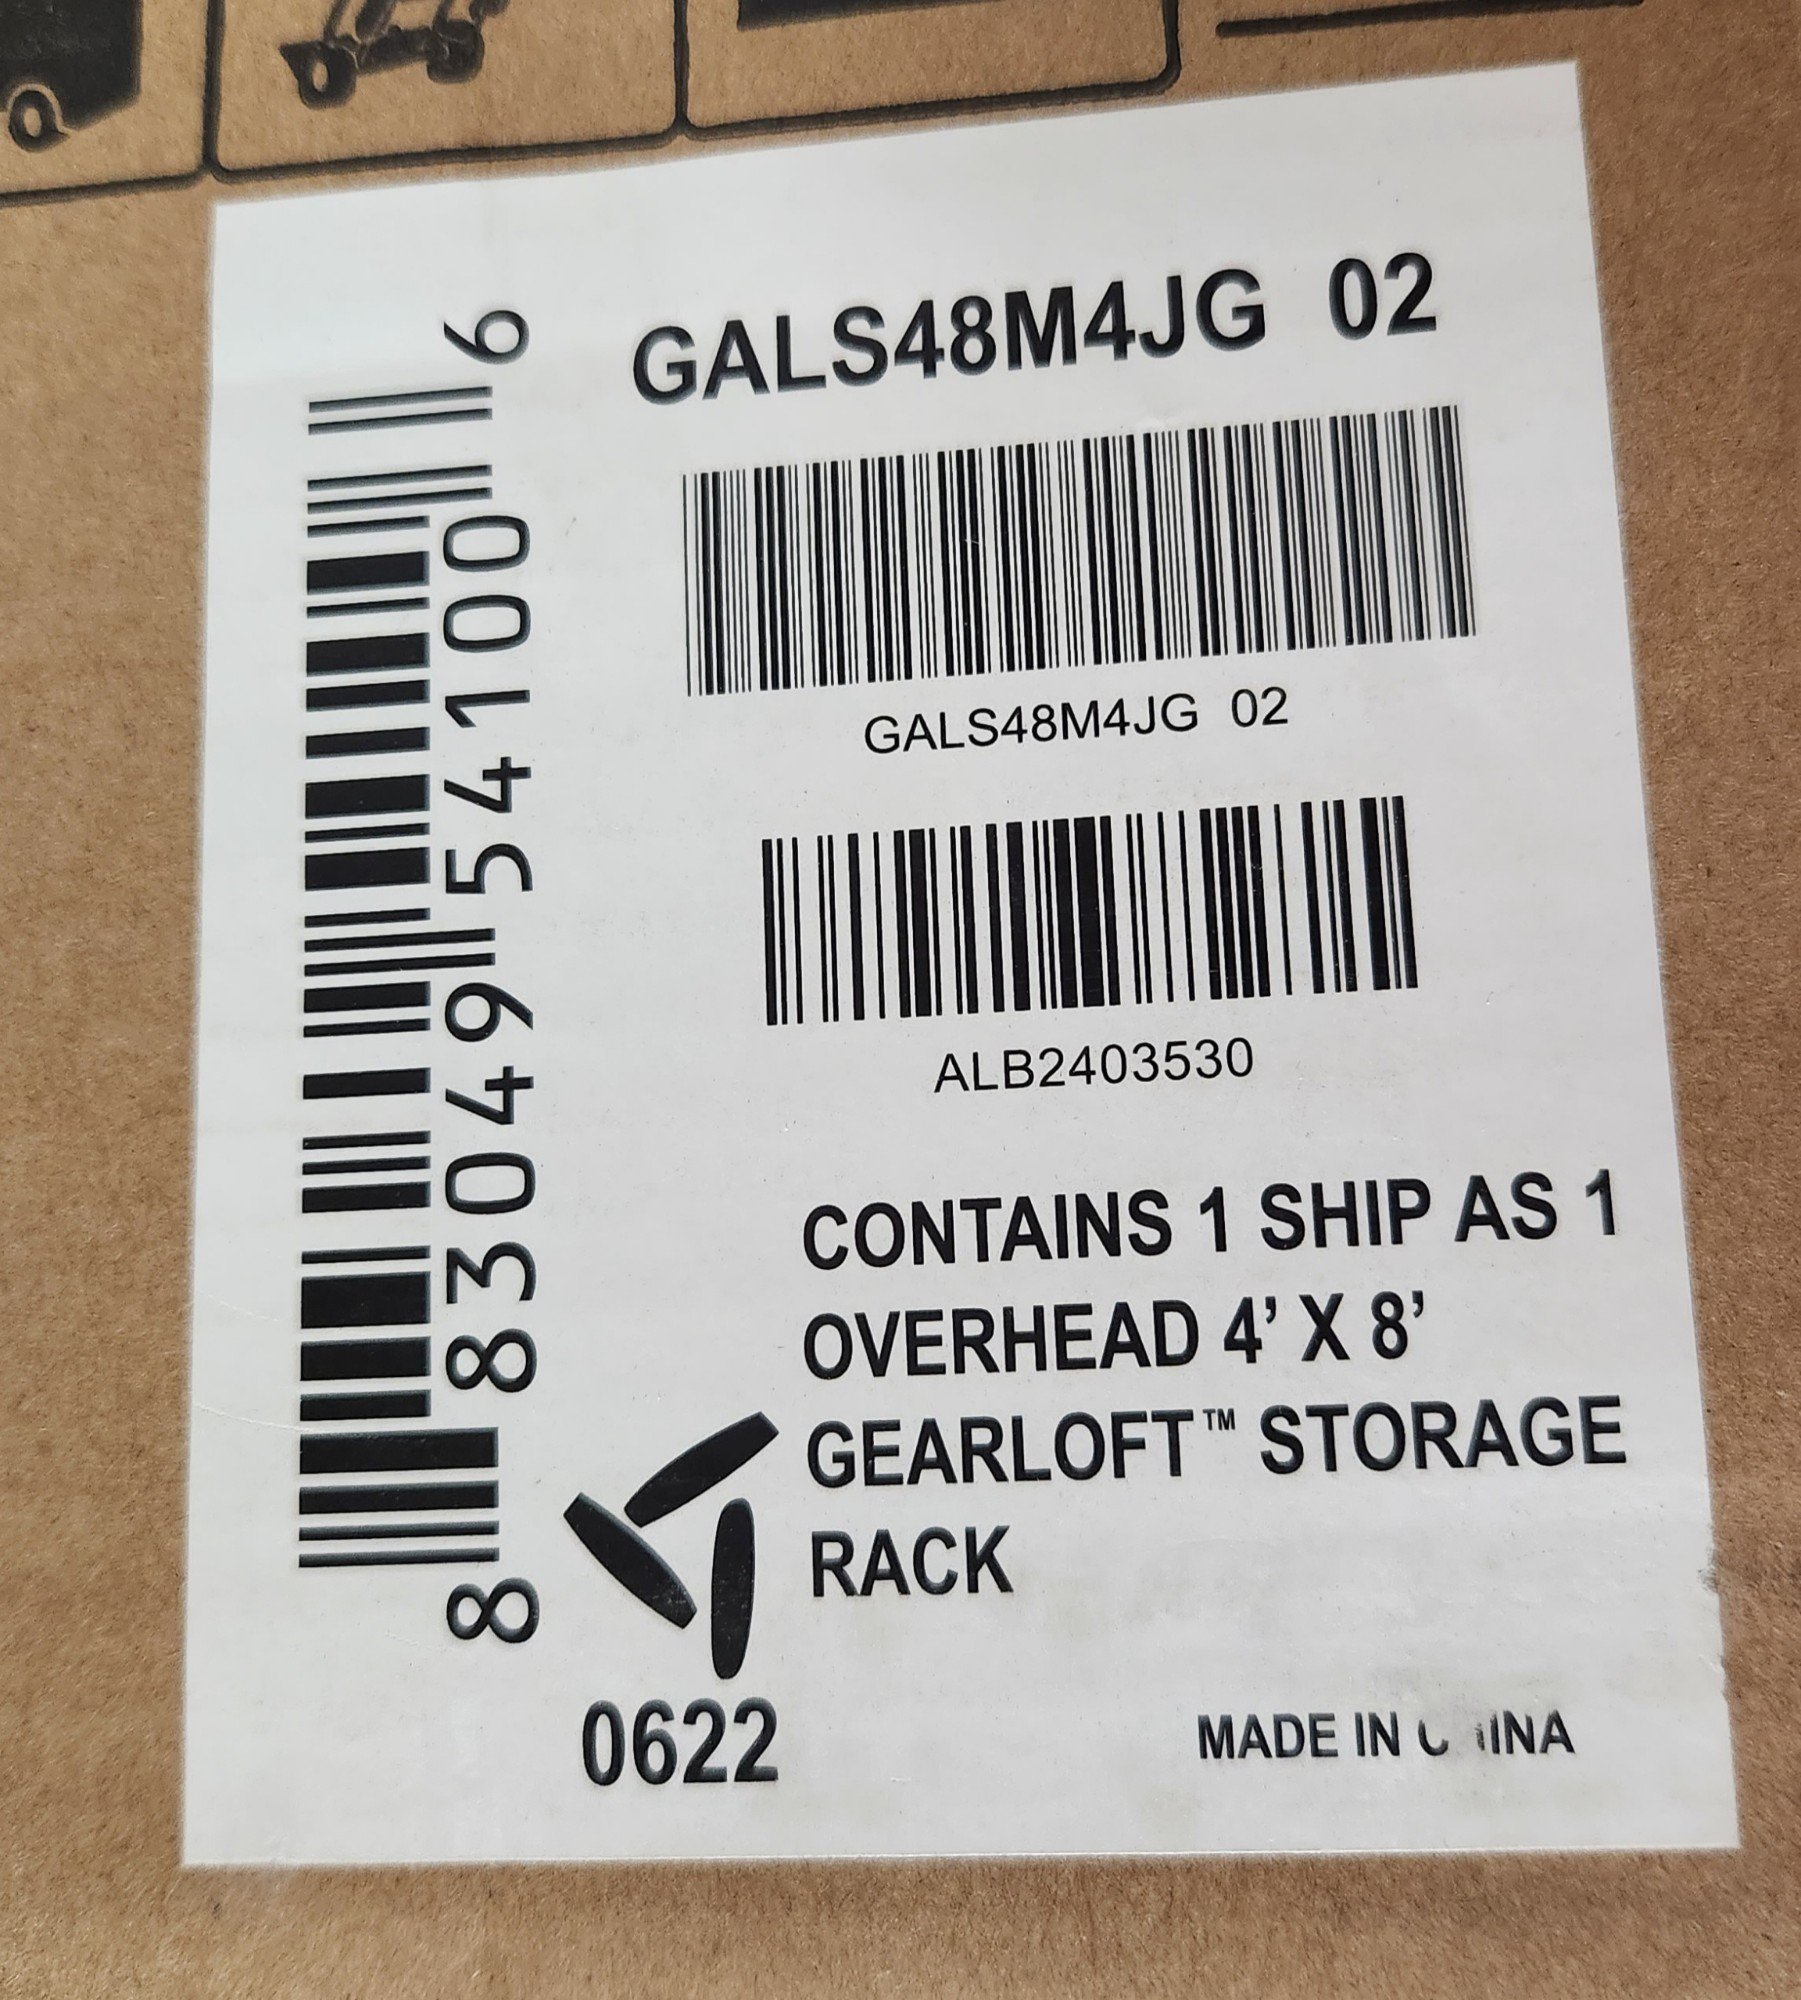 GALS48M4JG 02
GALS48M4JG 02
ALB2403530
8 83049 54100 6
CONTAINS 1 SHIP AS 1
OVERHEAD 4' X 8'
GEARLOFT™ STORAGE
RACK
0622
MADE IN CHINA